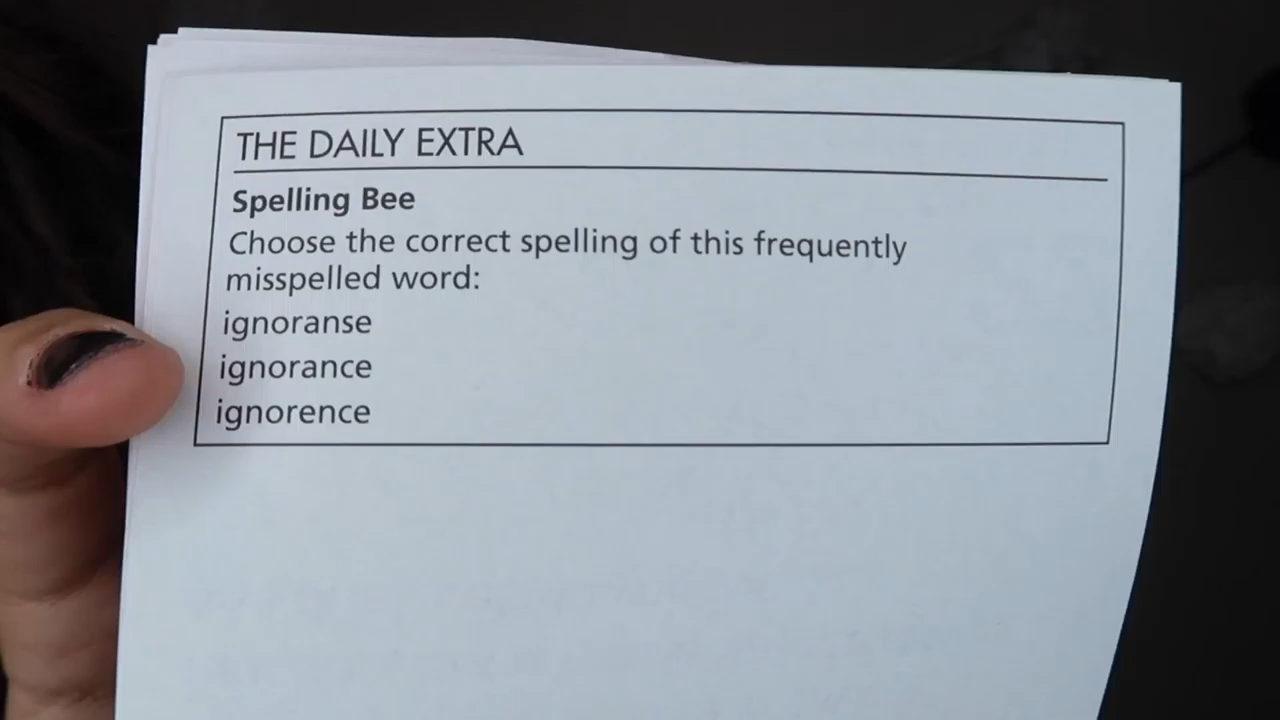 THE DAILY EXTRA
Spelling Bee
Choose the correct spelling of this frequently
misspelled word:
ignoranse
ignorance
ignorence